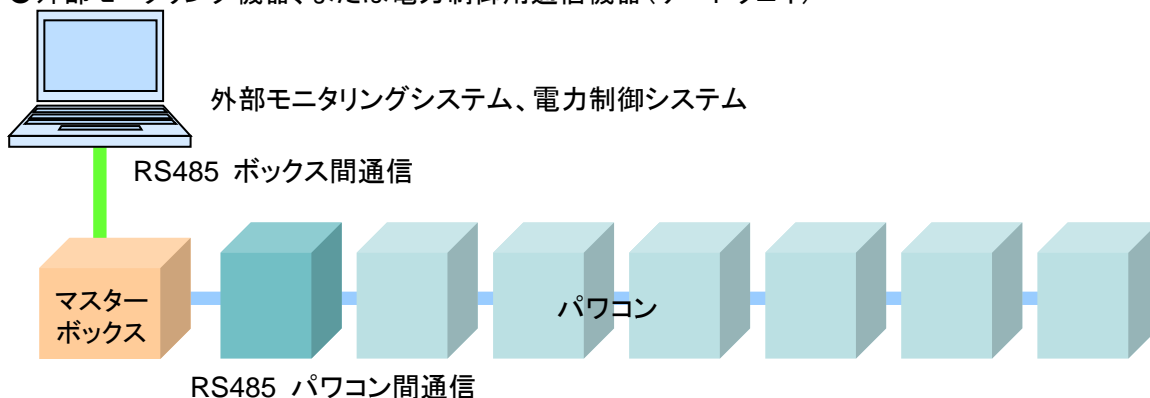 外部モニタリングシステム、電力制御システム
RS485 ボックス間通信
マスター
ボックス
パワコン
RS485 パワコン間通信